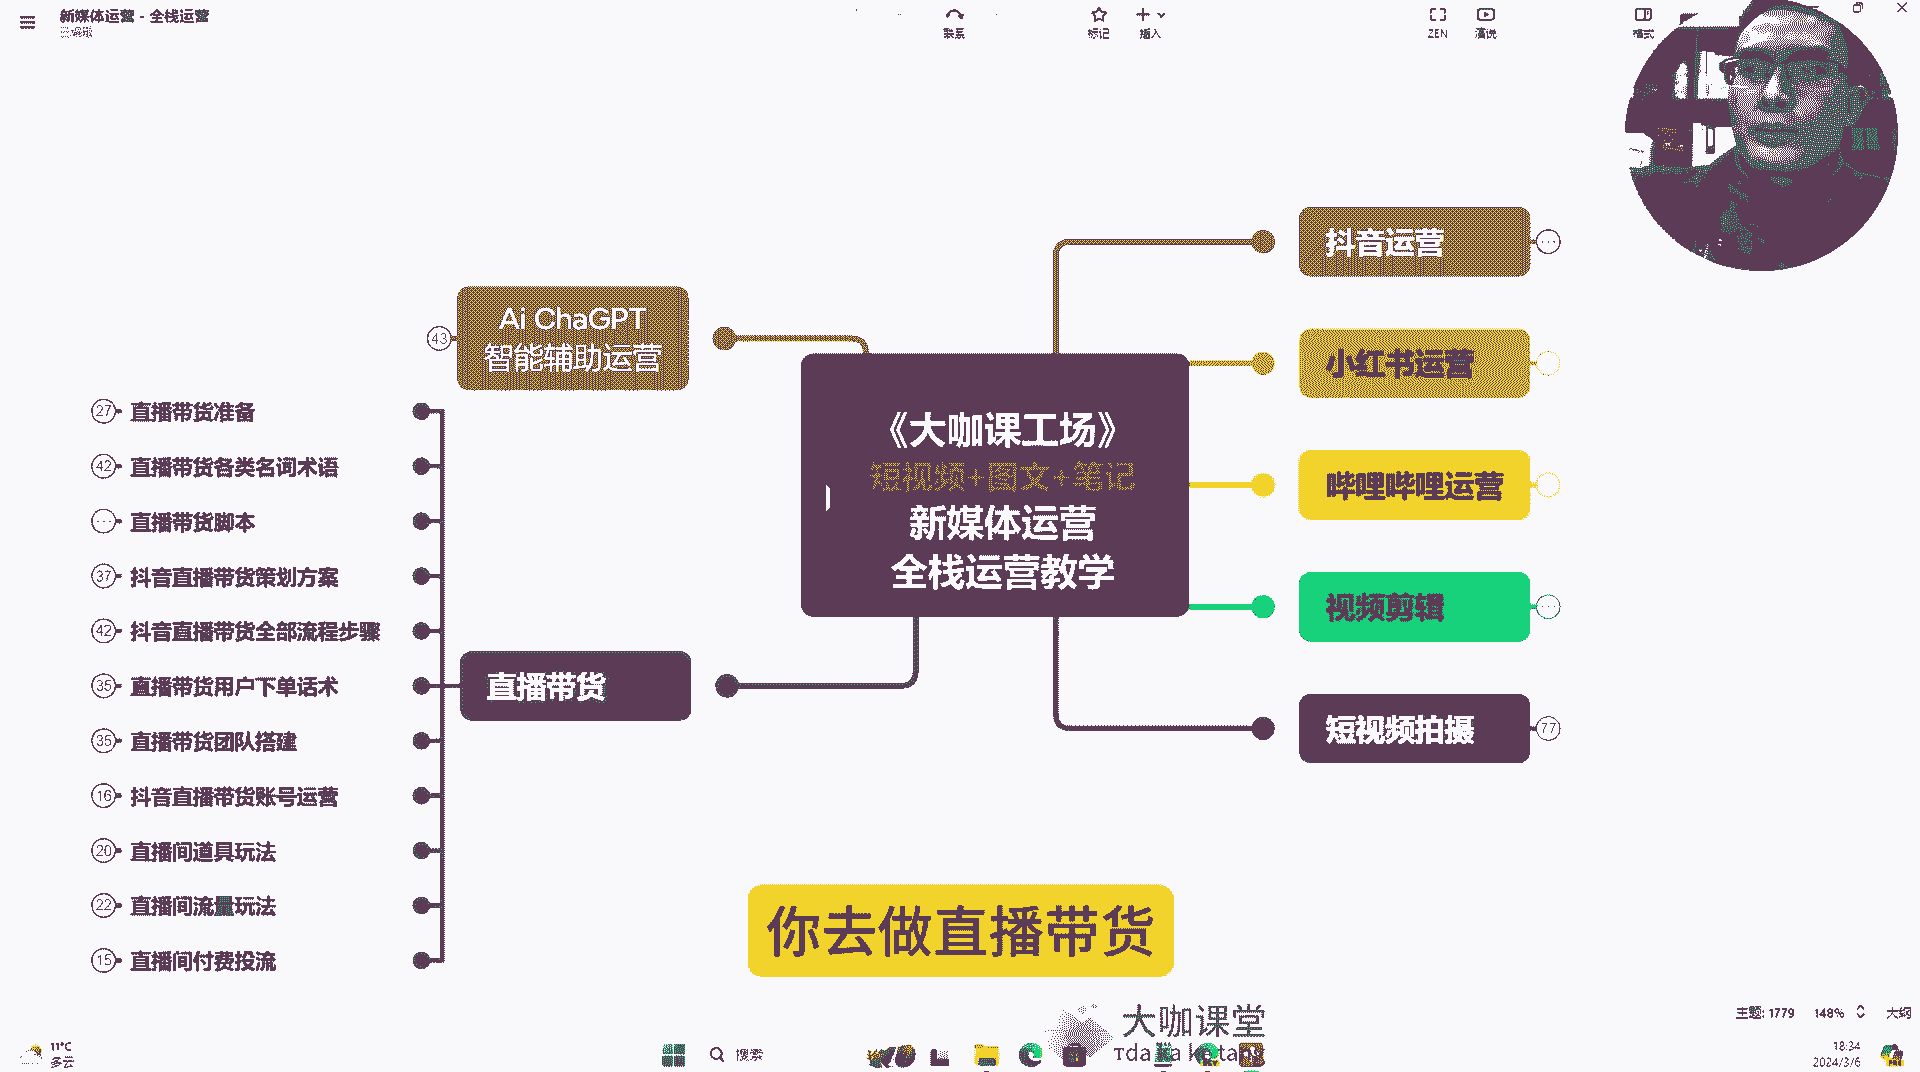 新媒体运营 - 全栈运营
已编辑
联系
标记
插入
ZEN
演说
格式
抖音运营
Ai ChaGPT
智能辅助运营
43
小红书运营
《大咖课工场》
短视频+图文+笔记
新媒体运营
全栈运营教学
哔哩哔哩运营
视频剪辑
短视频拍摄
77
直播带货
27 直播带货准备
42 直播带货各类名词术语
直播带货脚本
37 抖音直播带货策划方案
42 抖音直播带货全部流程步骤
35 直播带货用户下单话术
35 直播带货团队搭建
16 抖音直播带货账号运营
20 直播间道具玩法
22 直播间流量玩法
15 直播间付费投流
你去做直播带货
大咖课堂
主题: 1779
148%
大纲
11°C
多云
搜索
18:34
2024/3/6